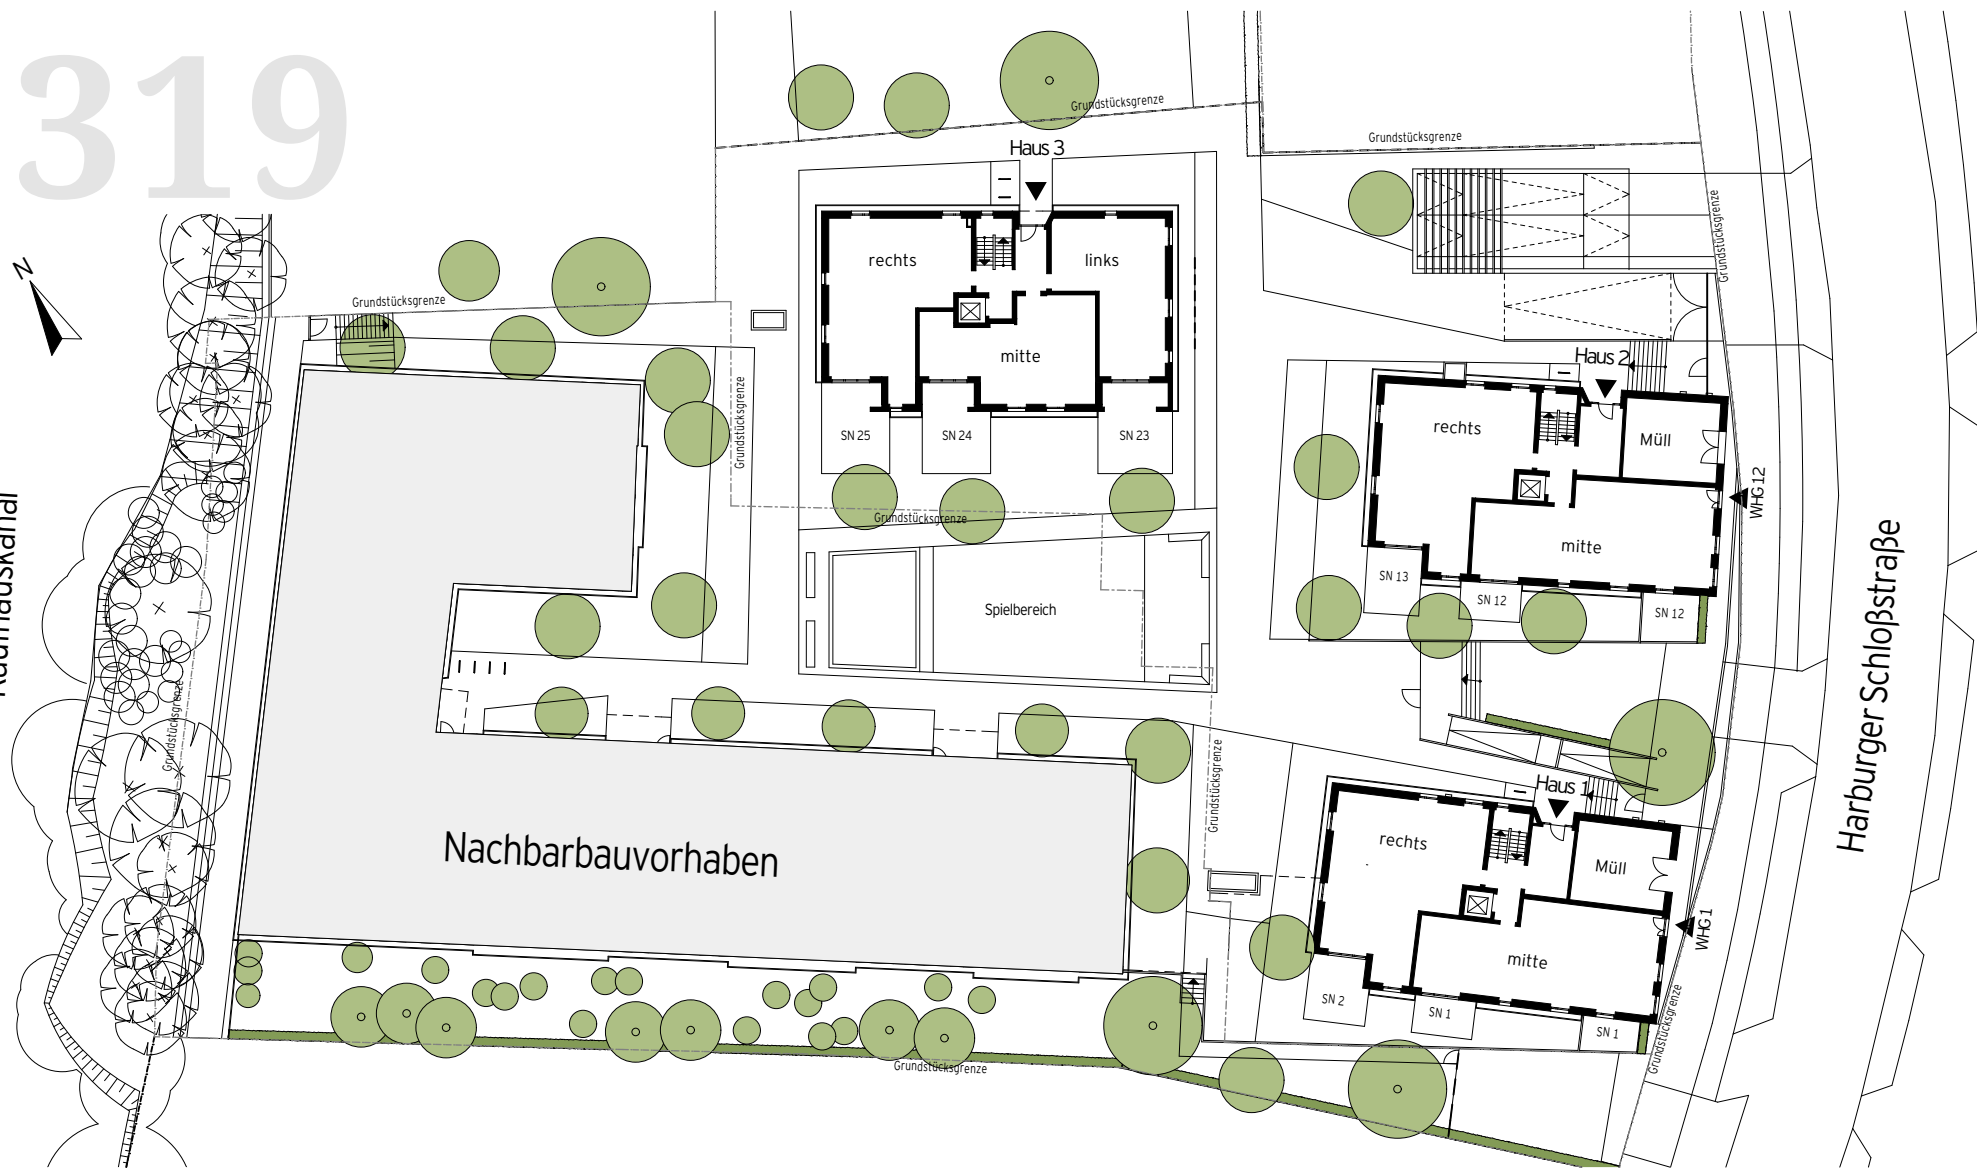 319
Grundstücksgrenze
Grundstücksgrenze
Haus 3
N
rechts
links
mitte
Grundstücksgrenze
Grundstücksgrenze
Grundstücksgrenze
SN 25
SN 24
SN 23
Grundstücksgrenze
Haus 2
rechts
Müll
mitte
WHG 12
SN 13
SN 12
SN 12
Spielbereich
Harburger Schloßstraße
Grundstücksgrenze
Grundstücksgrenze
Nachbarbauvorhaben
Haus 1
rechts
Müll
mitte
WHG 1
SN 2
SN 1
SN 1
Grundstücksgrenze
Grundstücksgrenze